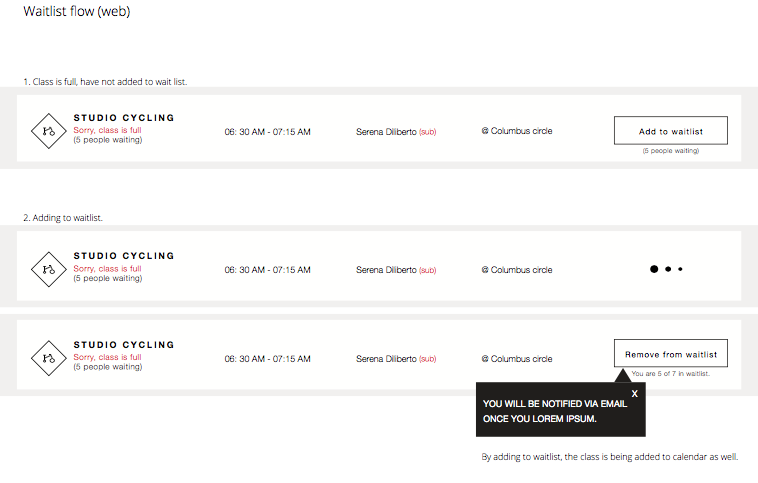 Waitlist flow (web)
1. Class is full, have not added to wait list.
STUDIO CYCLING
Sorry, class is full
(5 people waiting)
06: 30 AM - 07:15 AM
Serena Diliberto (sub)
@ Columbus circle
Add to waitlist
(5 people waiting)
2. Adding to waitlist.
STUDIO CYCLING
Sorry, class is full
(5 people waiting)
06: 30 AM - 07:15 AM
Serena Diliberto (sub)
@ Columbus circle
STUDIO CYCLING
Sorry, class is full
(5 people waiting)
06: 30 AM - 07:15 AM
Serena Diliberto (sub)
@ Columbus circle
Remove from waitlist
You are 5 of 7 in waitlist.
X
YOU WILL BE NOTIFIED VIA EMAIL
ONCE YOU LOREM IPSUM.
By adding to waitlist, the class is being added to calendar as well.